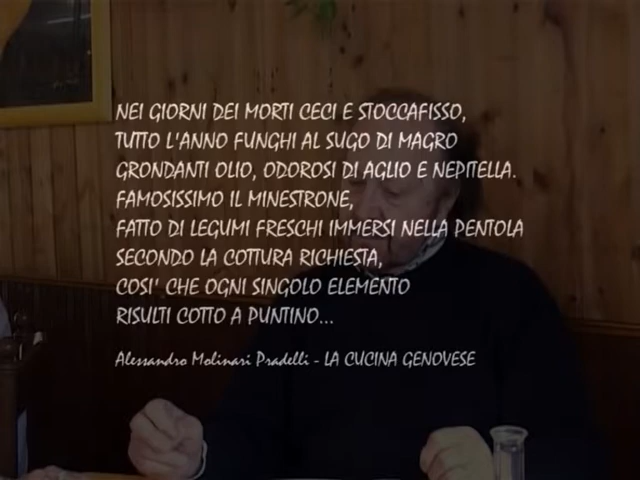 NEI GIORNI DEI MORTI CECI E STOCCAFISSO,
TUTTO L'ANNO FUNGHI AL SUGO DI MAGRO
GRONDANTI OLIO, ODOROSI DI AGLIO E NEPITELLA.
FAMOSISSIMO IL MINESTRONE,
FATTO DI LEGUMI FRESCHI IMMERSI NELLA PENTOLA
SECONDO LA COTTURA RICHIESTA,
COSI' CHE OGNI SINGOLO ELEMENTO
RISULTI COTTO A PUNTINO...
Alessandro Molinari Pradelli - LA CUCINA GENOVESE